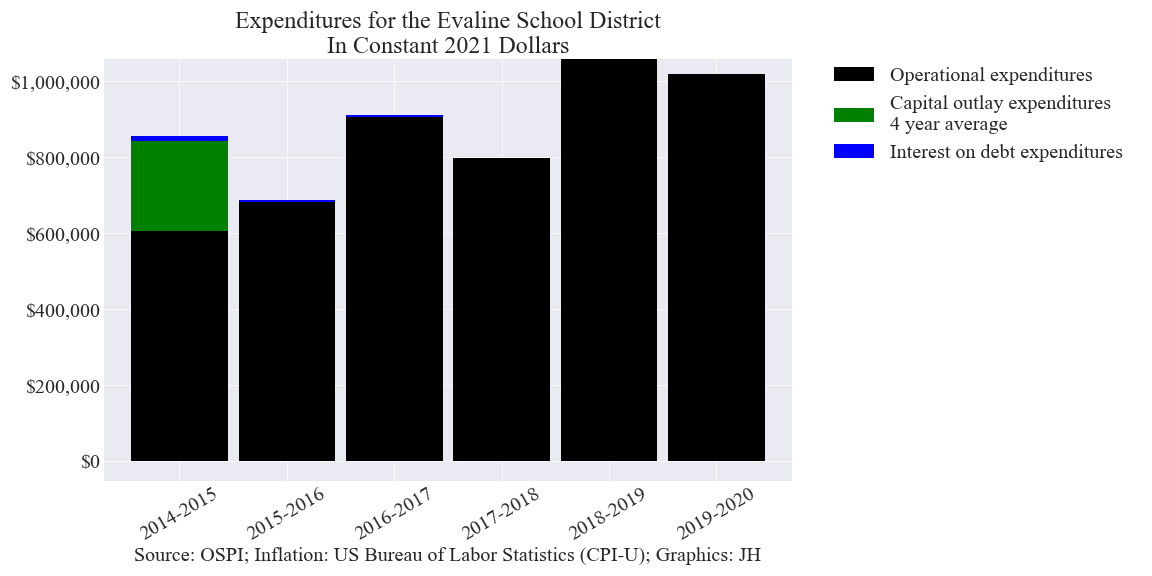 Expenditures for the Evaline School District
In Constant 2021 Dollars
$1,000,000
$800,000
$600,000
$400,000
$200,000
$0
2014-2015
2015-2016
2016-2017
2017-2018
2018-2019
2019-2020
Source: OSPI; Inflation: US Bureau of Labor Statistics (CPI-U); Graphics: JH
Operational expenditures
Capital outlay expenditures
4 year average
Interest on debt expenditures